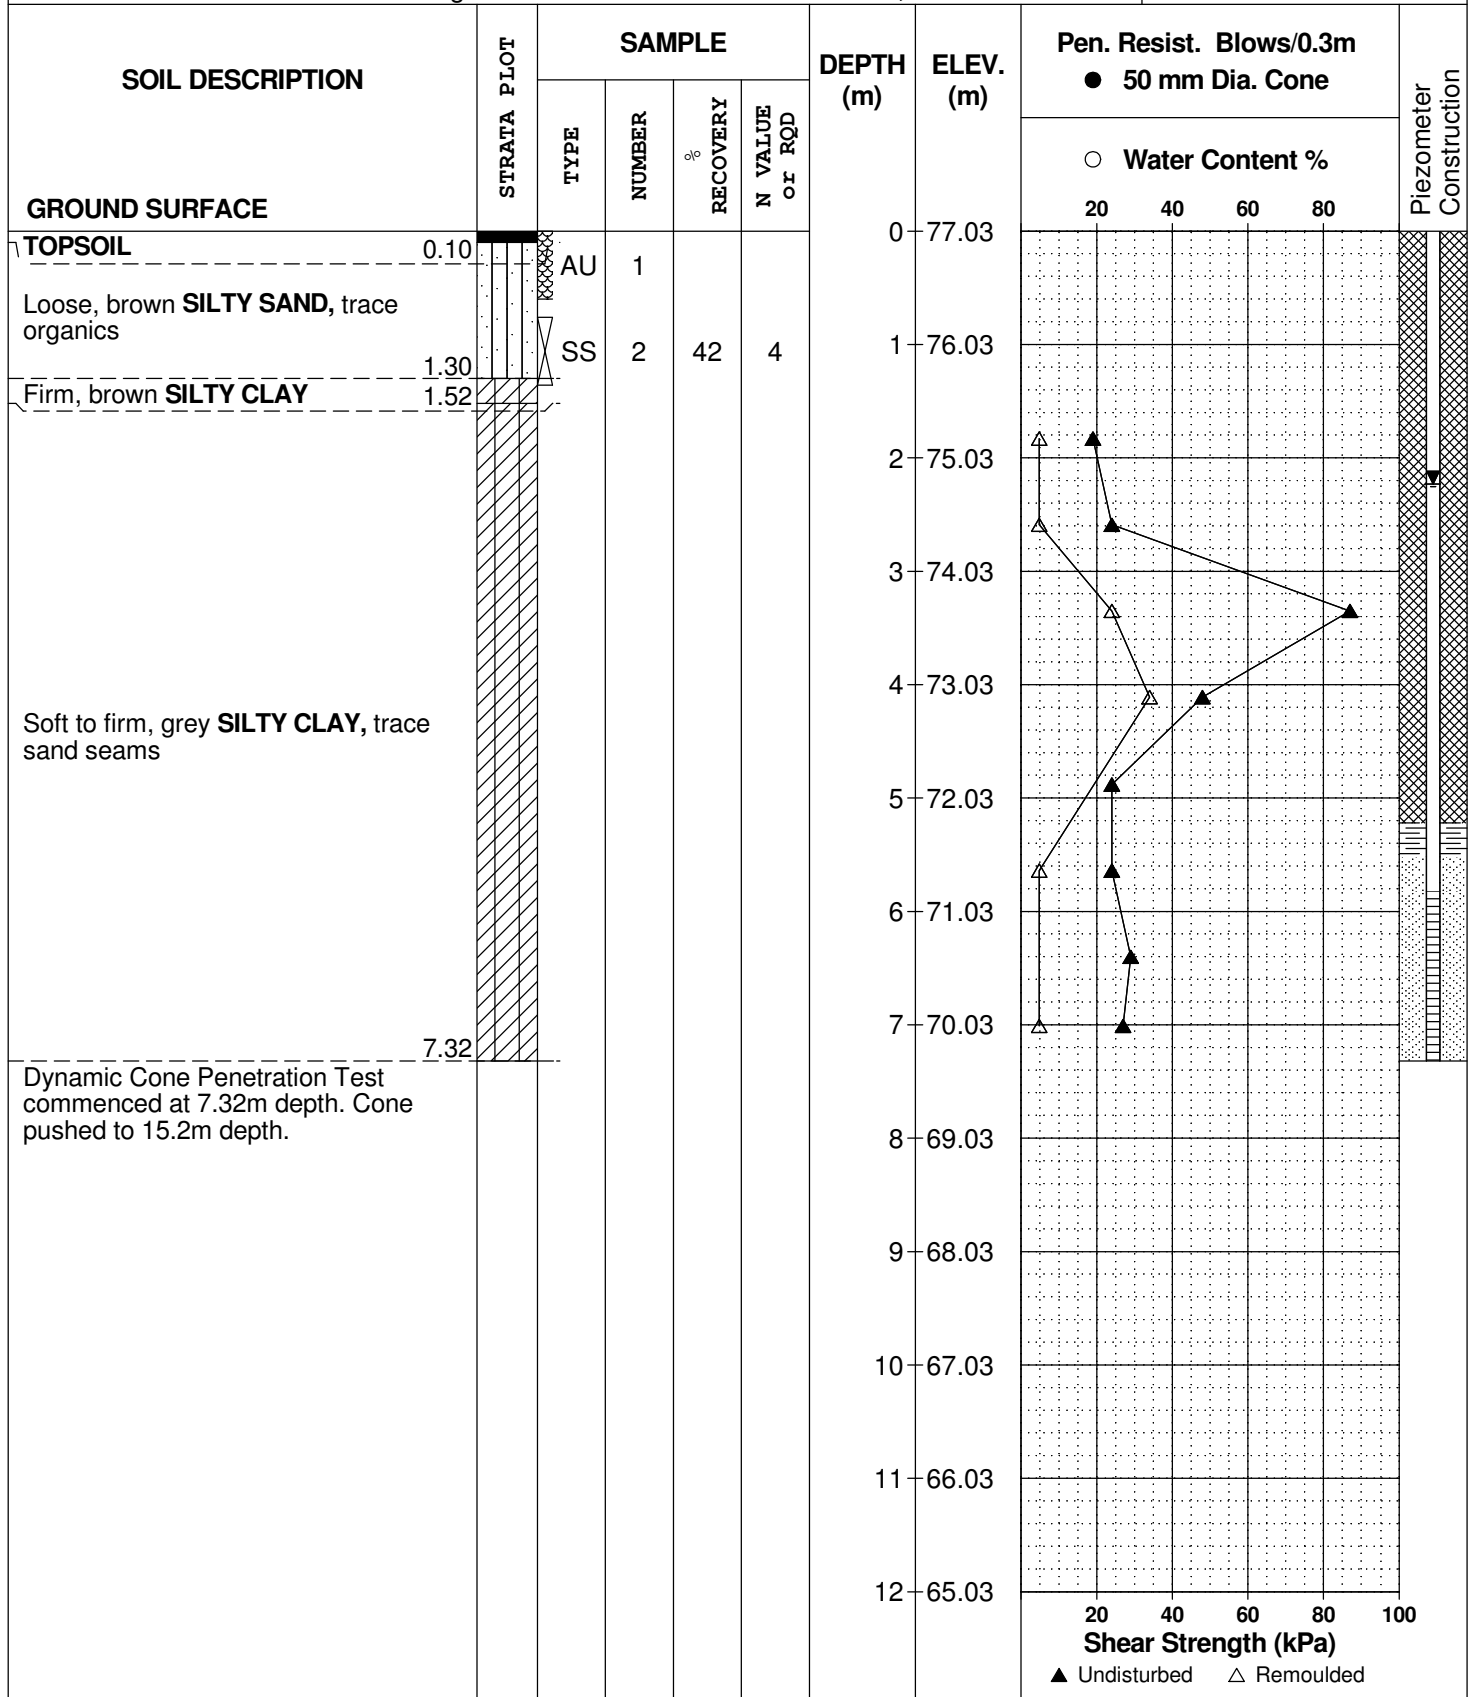 SOIL DESCRIPTION
GROUND SURFACE
STRATA PLOT
SAMPLE
TYPE
NUMBER
%
RECOVERY
N VALUE
or RQD
DEPTH
(m)
ELEV.
(m)
Pen. Resist. Blows/0.3m
● 50 mm Dia. Cone
○ Water Content %
20 40 60 80
Piezometer
Construction
TOPSOIL 0.10
Loose, brown SILTY SAND, trace
organics
1.30
Firm, brown SILTY CLAY 1.52
Soft to firm, grey SILTY CLAY, trace
sand seams
7.32
Dynamic Cone Penetration Test
commenced at 7.32m depth. Cone
pushed to 15.2m depth.
AU 1
SS 2 42 4
0 77.03
1 76.03
2 75.03
3 74.03
4 73.03
5 72.03
6 71.03
7 70.03
8 69.03
9 68.03
10 67.03
11 66.03
12 65.03
20 40 60 80 100
Shear Strength (kPa)
▲ Undisturbed △ Remoulded